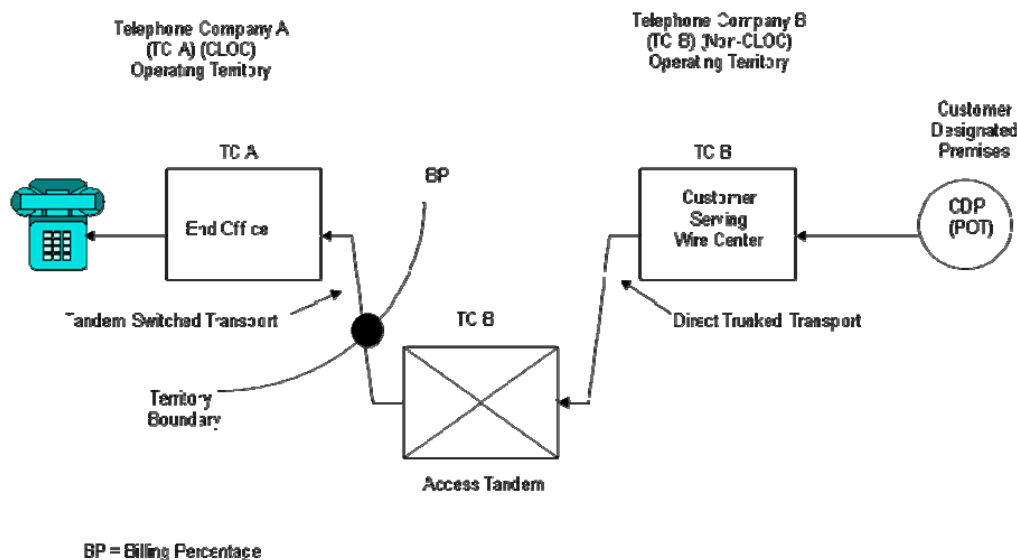 Telephone Company A
(TC A) (CLOC)
Operating Territory
Telephone Company B
(TC B) (Non-CLOC)
Operating Territory
Customer
Designated
Premises
TC A
BP
TC B
End Office
Customer
Serving
Wire Center
CDP
(POT)
Tandem Switched Transport
TC B
Direct Trunked Transport
Territory
Boundary
Access Tandem
BP = Billing Percentage